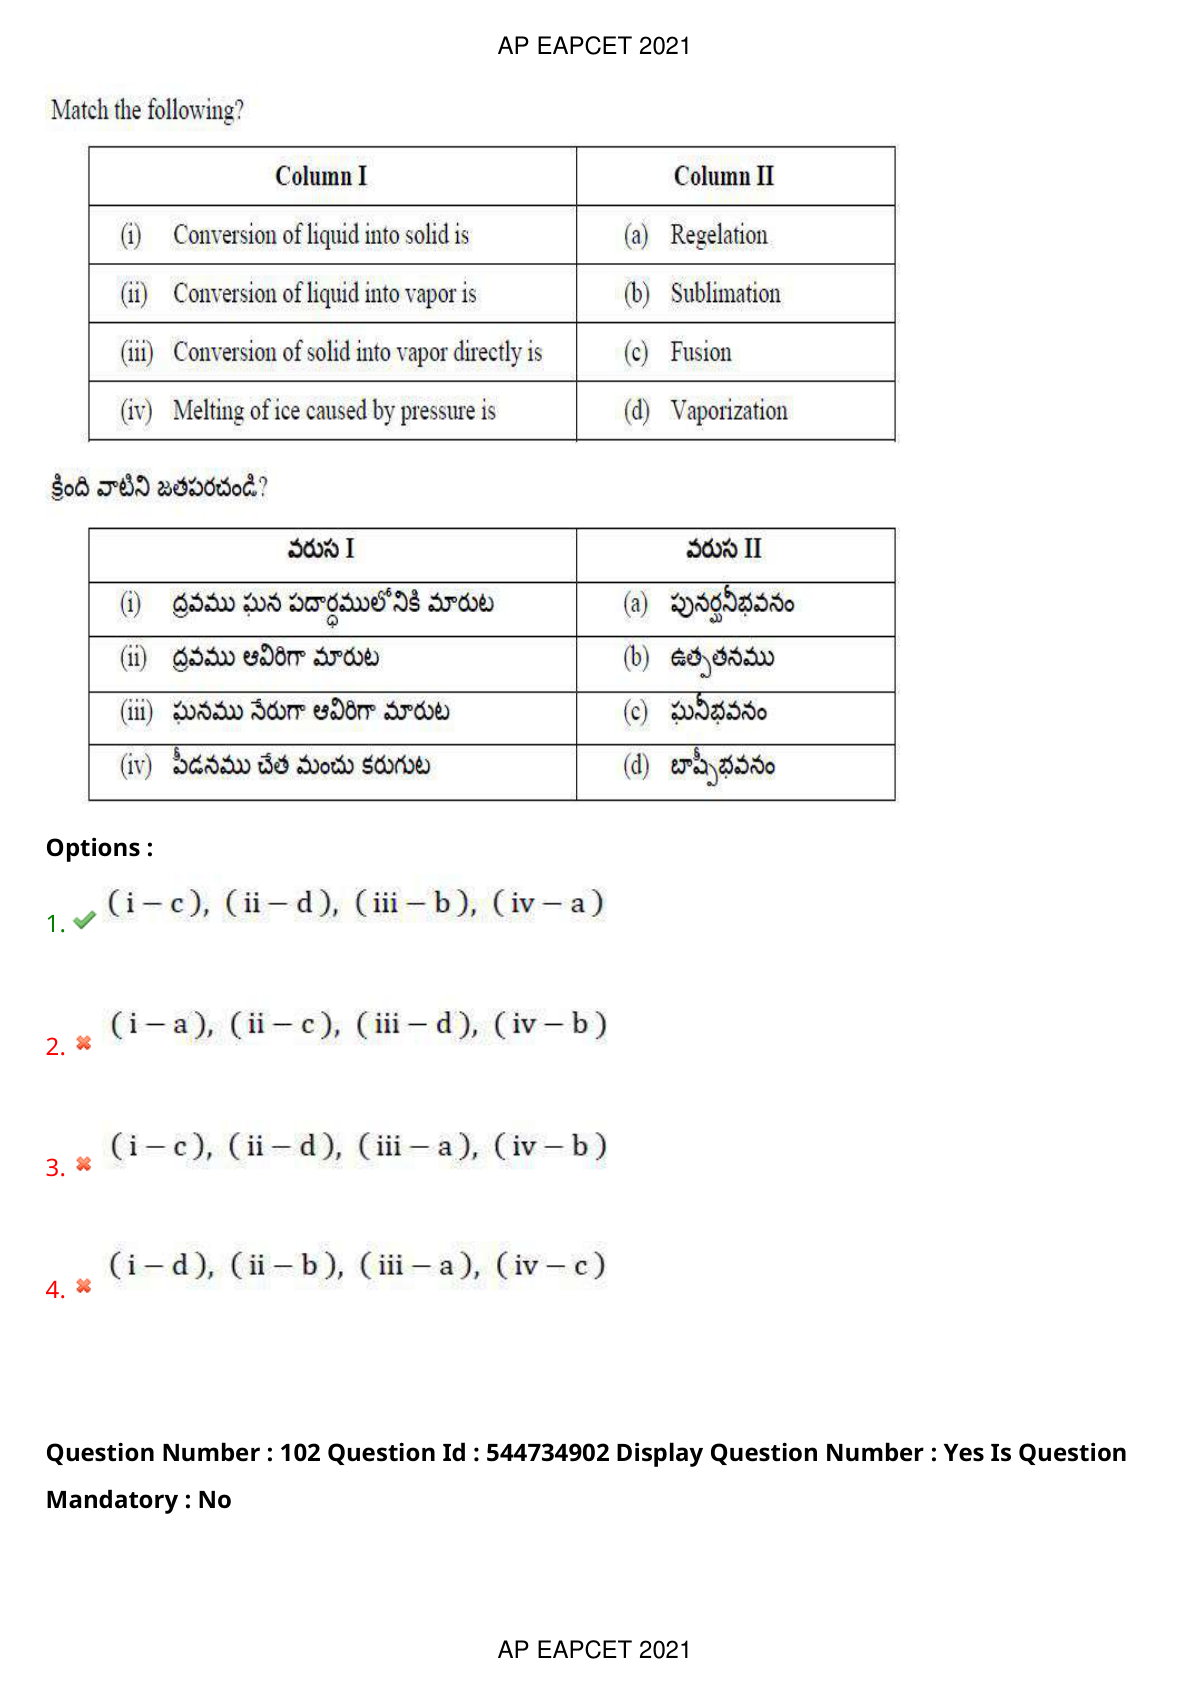 AP EAPCET 2021
Match the following?
Column I Column II
(i) Conversion of liquid into solid is (a) Regelation
(ii) Conversion of liquid into vapor is (b) Sublimation
(iii) Conversion of solid into vapor directly is (c) Fusion
(iv) Melting of ice caused by pressure is (d) Vaporization
క్రింది వాటిని జతపరచండి?
వరుస I వరుస II
(i) ద్రవము ఘన పదార్థములోనికి మారుట (a) పునర్ఘనీభవనం
(ii) ద్రవము ఆవిరిగా మారుట (b) ఉత్పతనము
(iii) ఘనము నేరుగా ఆవిరిగా మారుట (c) ఘనీభవనం
(iv) పీడనము చేత మంచు కరుగుట (d) బాష్పీభవనం
Options :
1. ( i − c ), ( ii − d ), ( iii − b ), ( iv − a )
2. ( i − a ), ( ii − c ), ( iii − d ), ( iv − b )
3. ( i − c ), ( ii − d ), ( iii − a ), ( iv − b )
4. ( i − d ), ( ii − b ), ( iii − a ), ( iv − c )
Question Number : 102 Question Id : 544734902 Display Question Number : Yes Is Question
Mandatory : No
AP EAPCET 2021